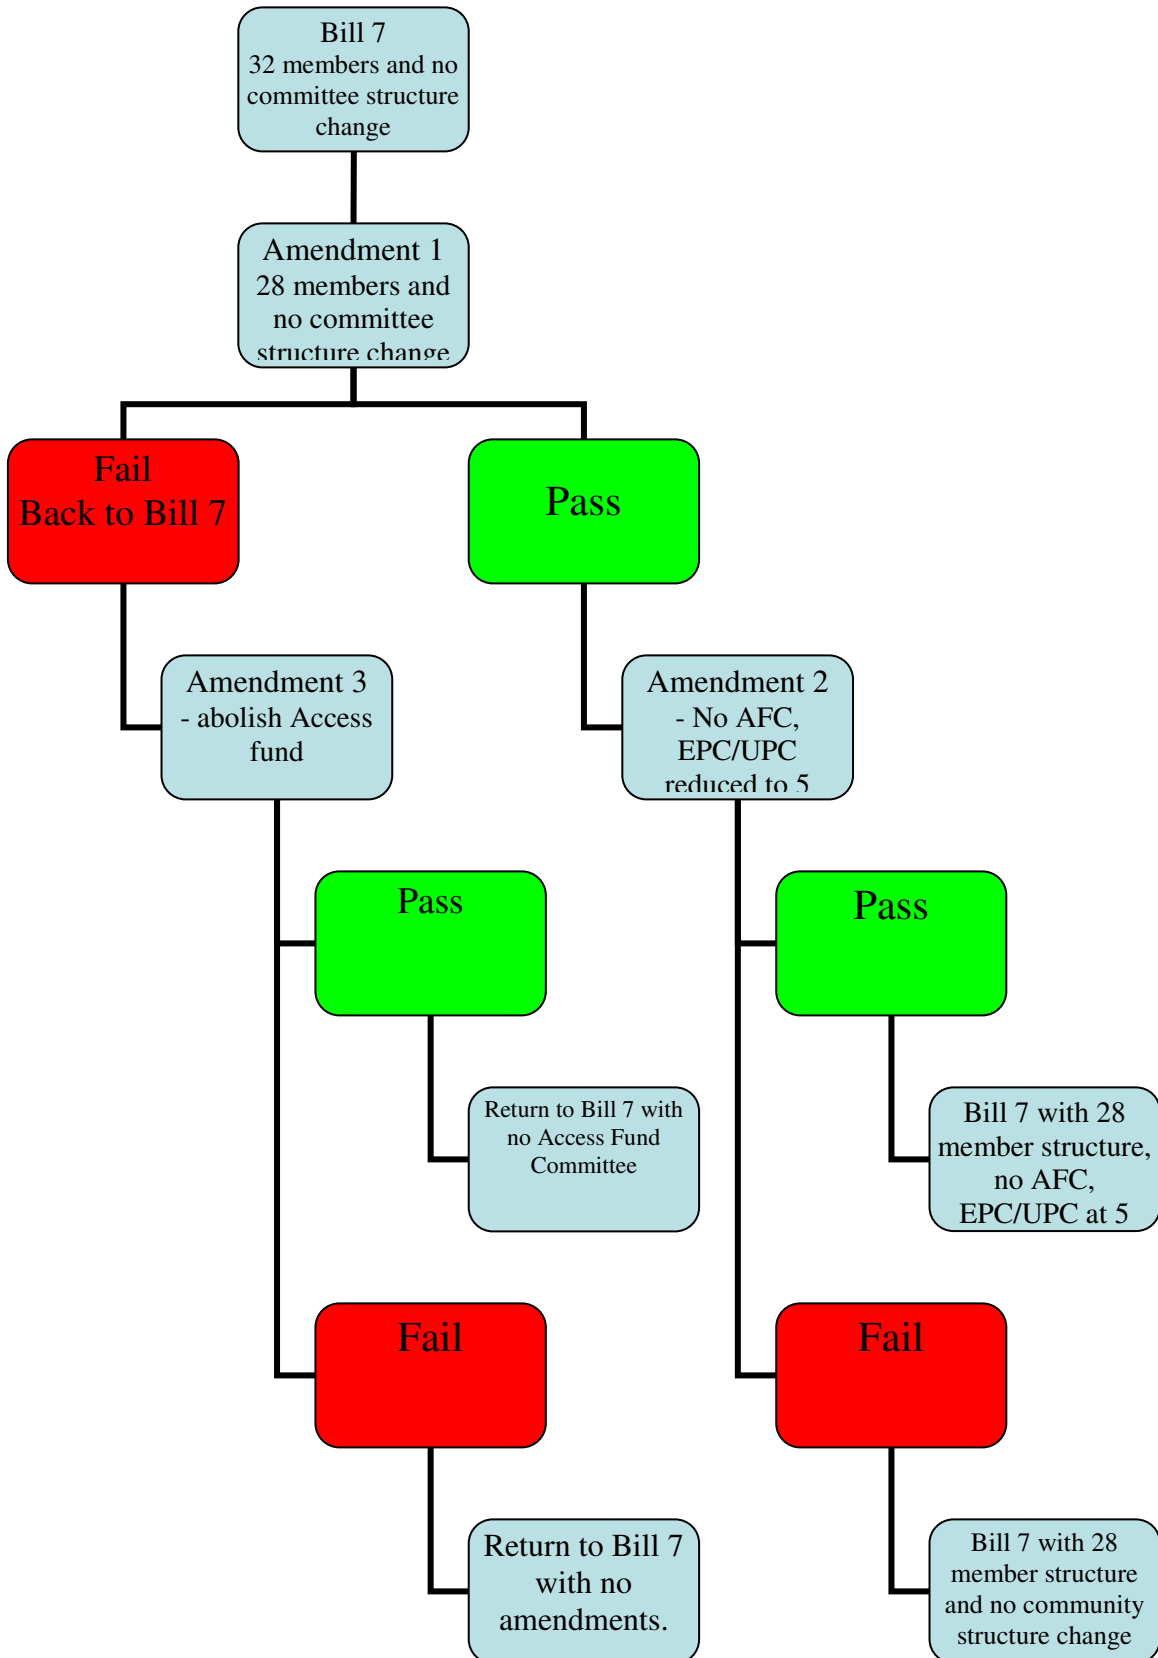 Bill 7
32 members and no
committee structure
change
Amendment 1
28 members and
no committee
structure change
Fail
Back to Bill 7
Pass
Amendment 3
- abolish Access
fund
Amendment 2
- No AFC,
EPC/UPC
reduced to 5
Pass
Pass
Return to Bill 7 with
no Access Fund
Committee
Bill 7 with 28
member structure,
no AFC,
EPC/UPC at 5
Fail
Fail
Return to Bill 7
with no
amendments.
Bill 7 with 28
member structure
and no community
structure change